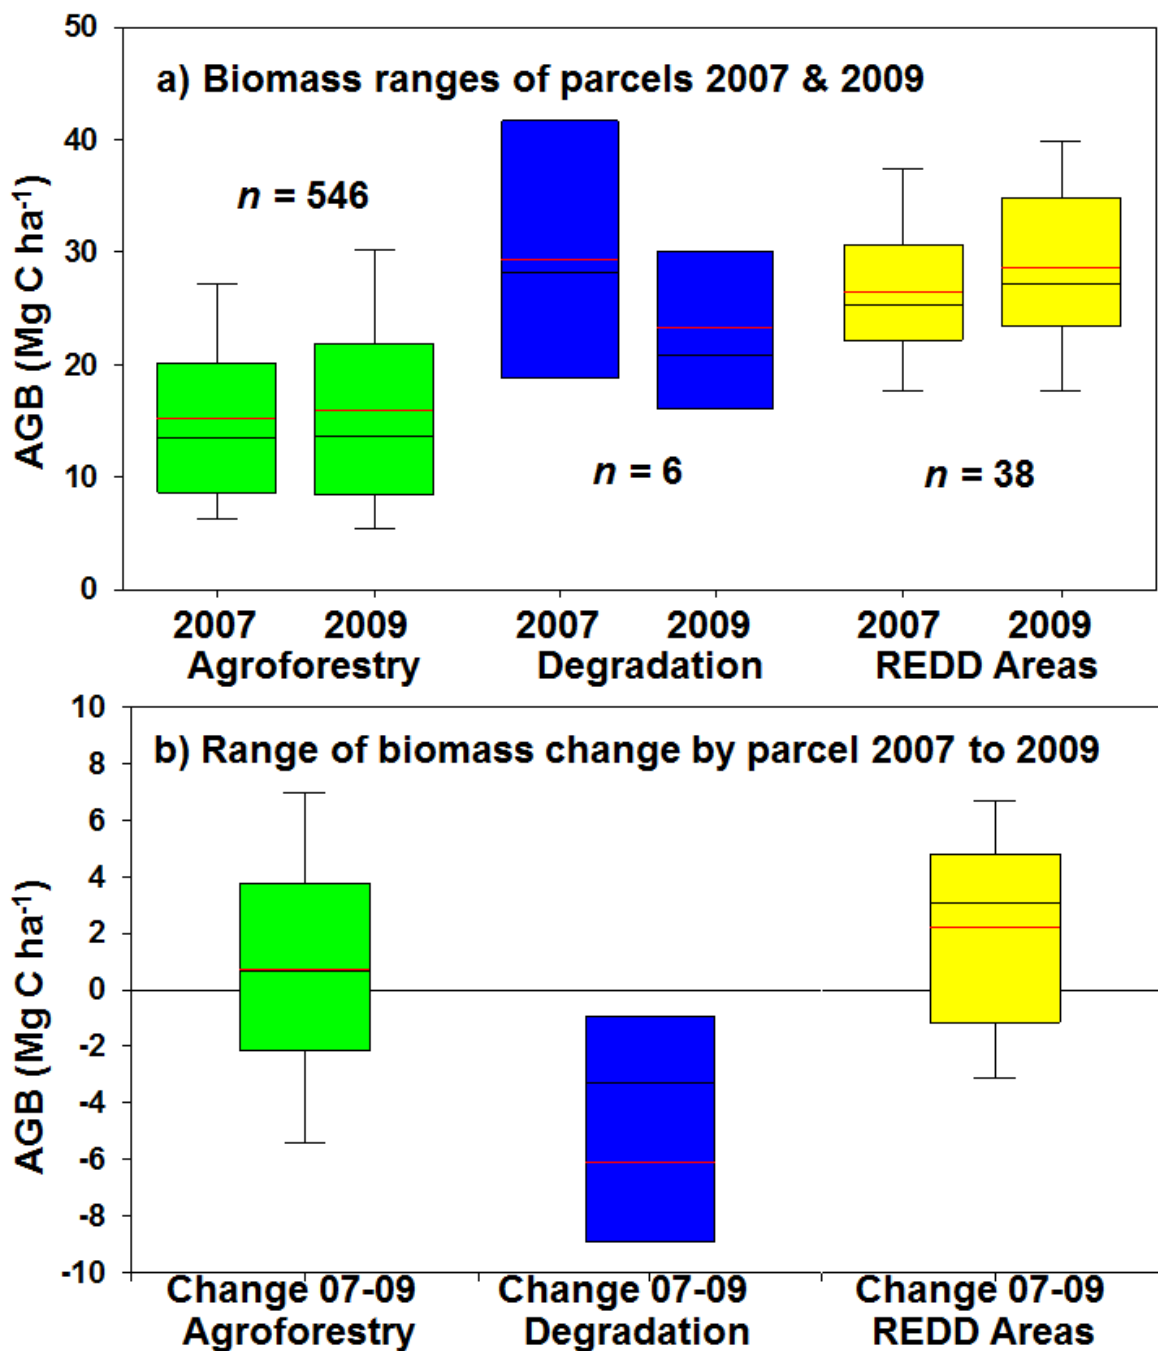 50
a) Biomass ranges of parcels 2007 & 2009
40
n = 546
30
20
n = 6
n = 38
10
0
AGB (Mg C ha⁻¹)
2007 2009 2007 2009 2007 2009
Agroforestry Degradation REDD Areas
10
b) Range of biomass change by parcel 2007 to 2009
8
6
4
2
0
-2
-4
-6
-8
-10
AGB (Mg C ha⁻¹)
Change 07-09 Change 07-09 Change 07-09
Agroforestry Degradation REDD Areas